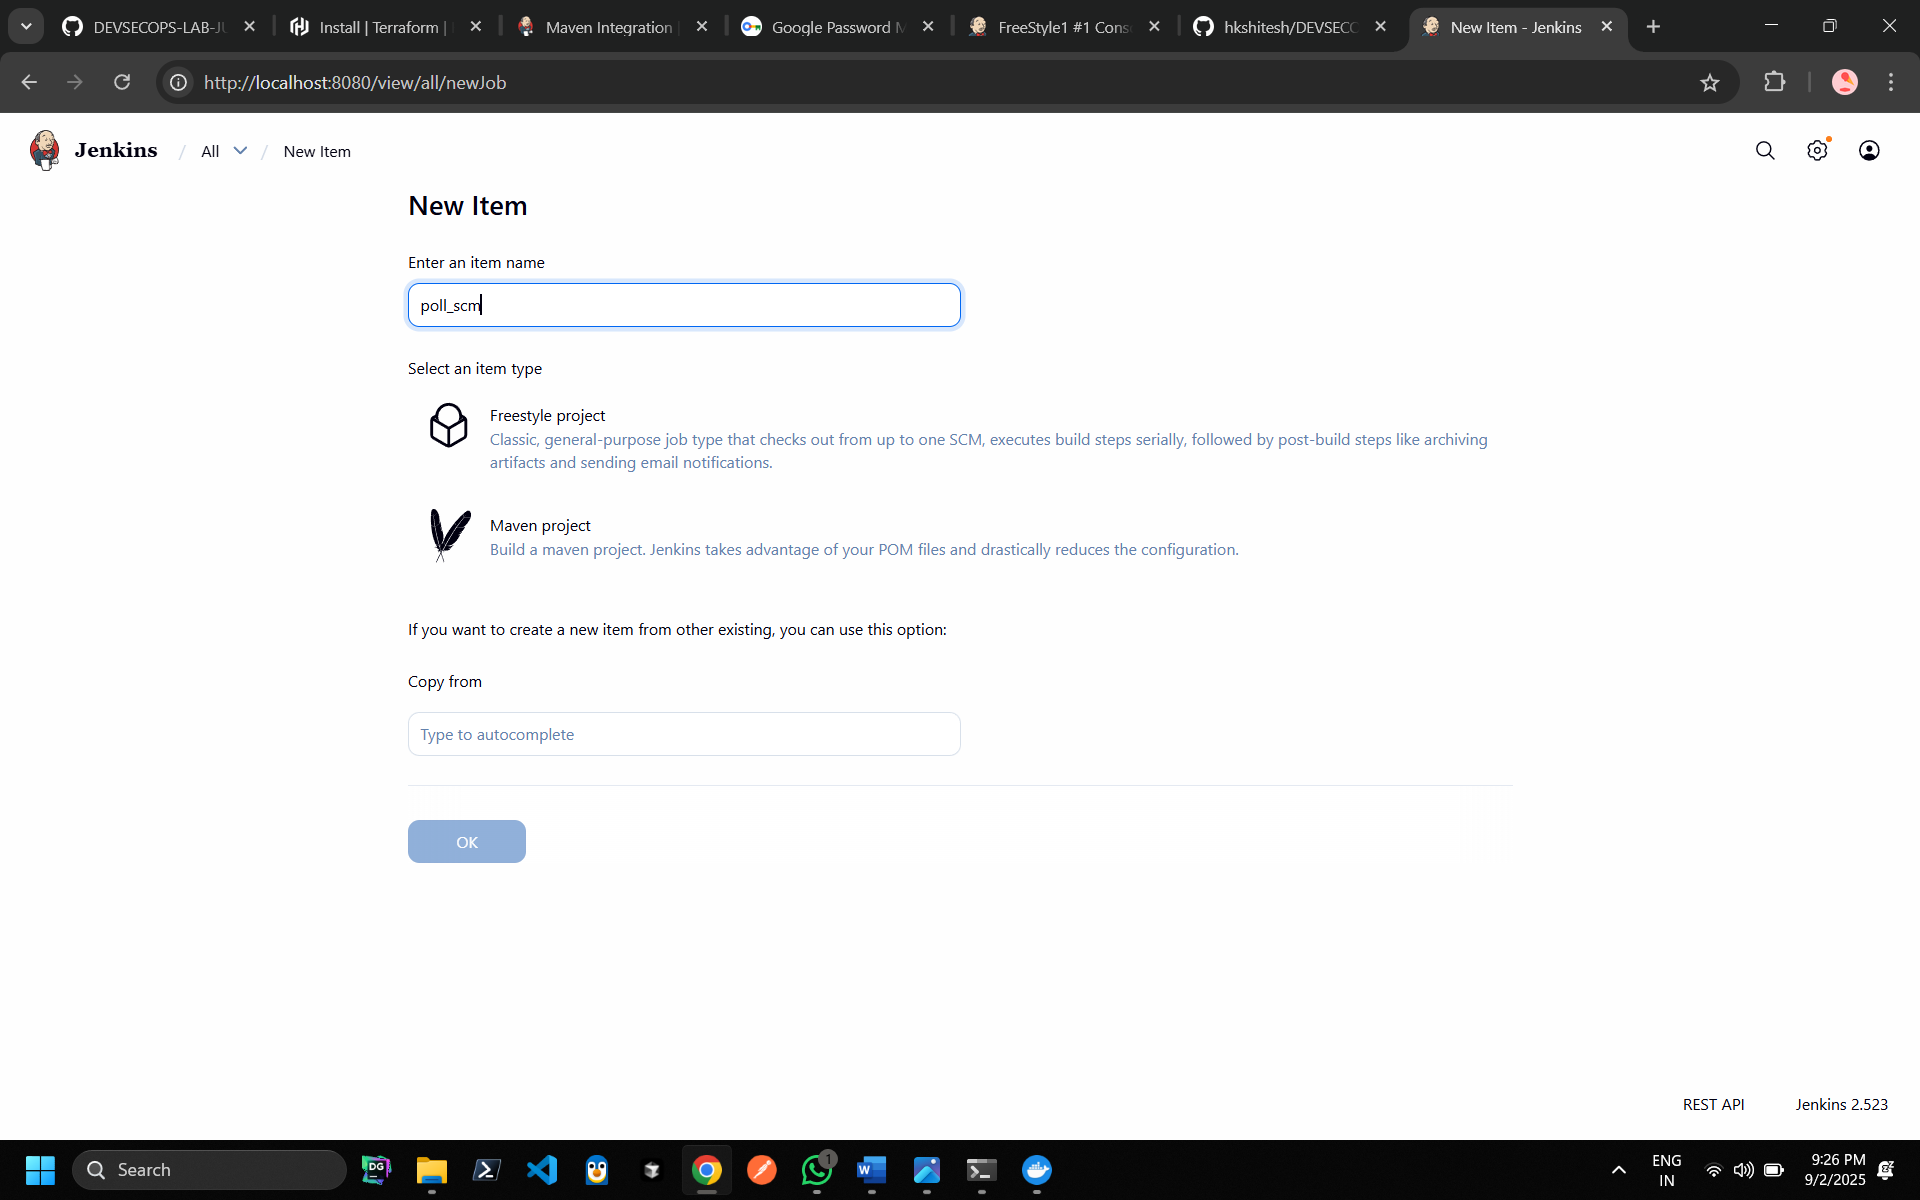 DEVSECOPS-LAB-JU
Install | Terraform |
Maven Integration
Google Password M
FreeStyle1 #1 Cons
hkshitesh/DEVSECO
New Item - Jenkins
http://localhost:8080/view/all/newJob
Jenkins / All / New Item
New Item
Enter an item name
poll_scm
Select an item type
Freestyle project
Classic, general-purpose job type that checks out from up to one SCM, executes build steps serially, followed by post-build steps like archiving
artifacts and sending email notifications.
Maven project
Build a maven project. Jenkins takes advantage of your POM files and drastically reduces the configuration.
If you want to create a new item from other existing, you can use this option:
Copy from
Type to autocomplete
OK
REST API
Jenkins 2.523
Search
DG
1
ENG
IN
9:26 PM
9/2/2025